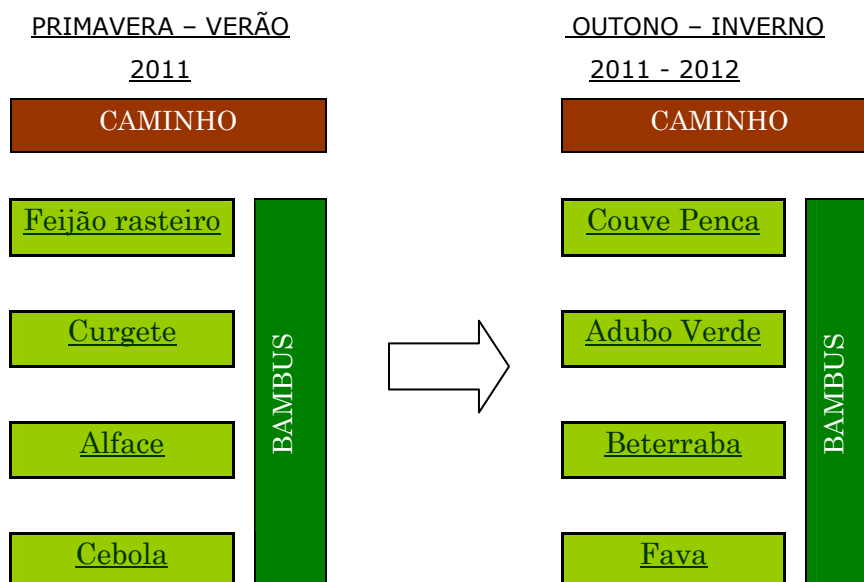 PRIMAVERA – VERÃO
2011
CAMINHO
Feijão rasteiro
Curgete
Alface
Cebola
BAMBUS
OUTONO – INVERNO
2011 - 2012
CAMINHO
Couve Penca
Adubo Verde
Beterraba
Fava
BAMBUS